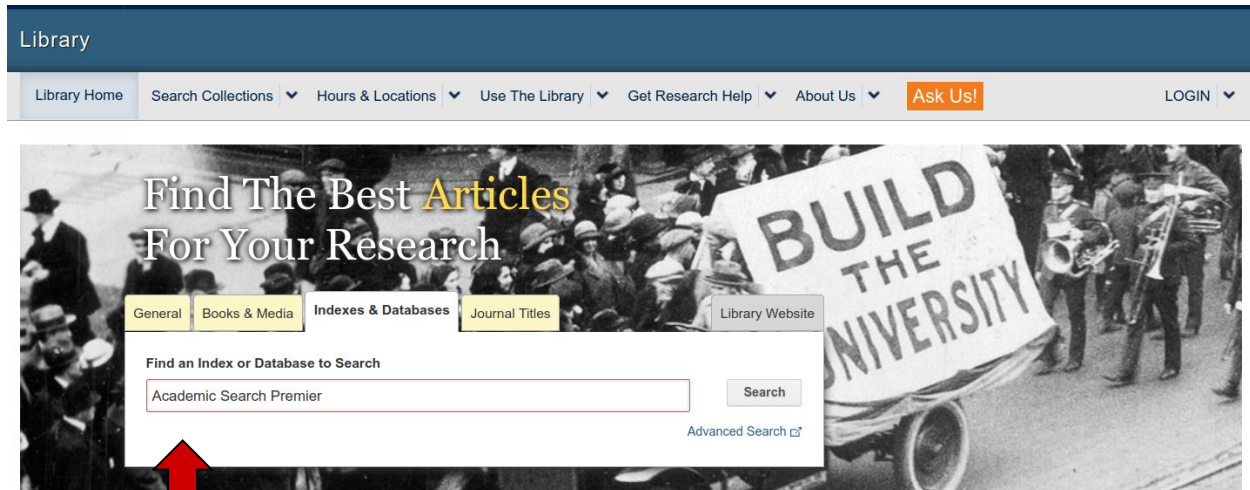 Library
Library Home Search Collections Hours & Locations Use The Library Get Research Help About Us Ask Us! LOGIN
Find The Best Articles
For Your Research
BUILD
THE
UNIVERSITY
General Books & Media Indexes & Databases Journal Titles Library Website
Find an Index or Database to Search
Academic Search Premier Search
Advanced Search